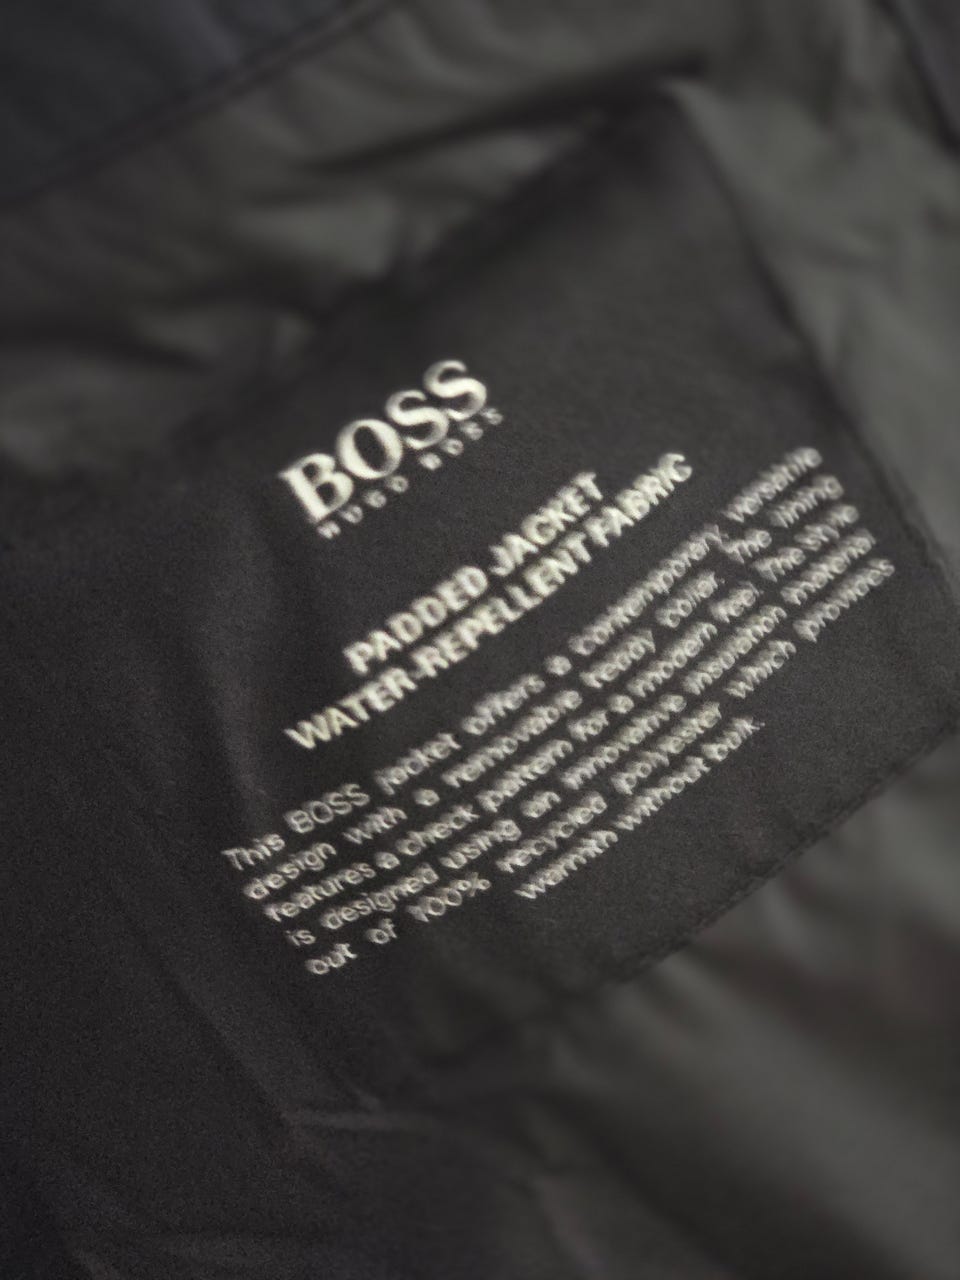 BOSS
HUGO BOSS
PADDED JACKET
WATER-REPELLENT FABRIC
This BOSS jacket offers a contemporary, versatile
design with a removable ready collar. The lining
features a check pattern for a modern feel. The style
is designed using an innovative insulation material
out of 100% recycled polyester which provides
warmth without bulk.